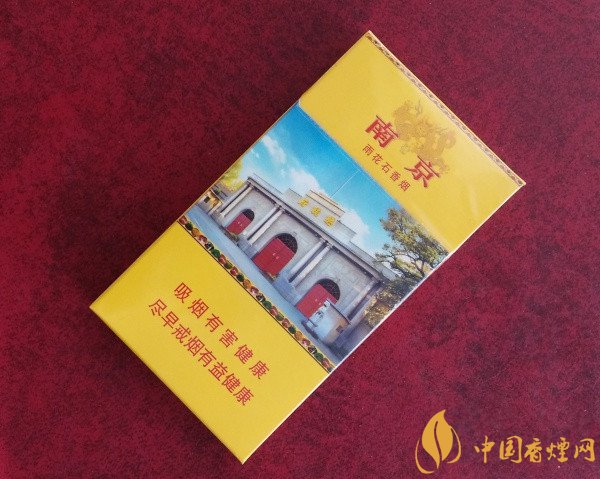 南京
雨花石香烟
吸烟有害健康
尽早戒烟有益健康
中国香烟网